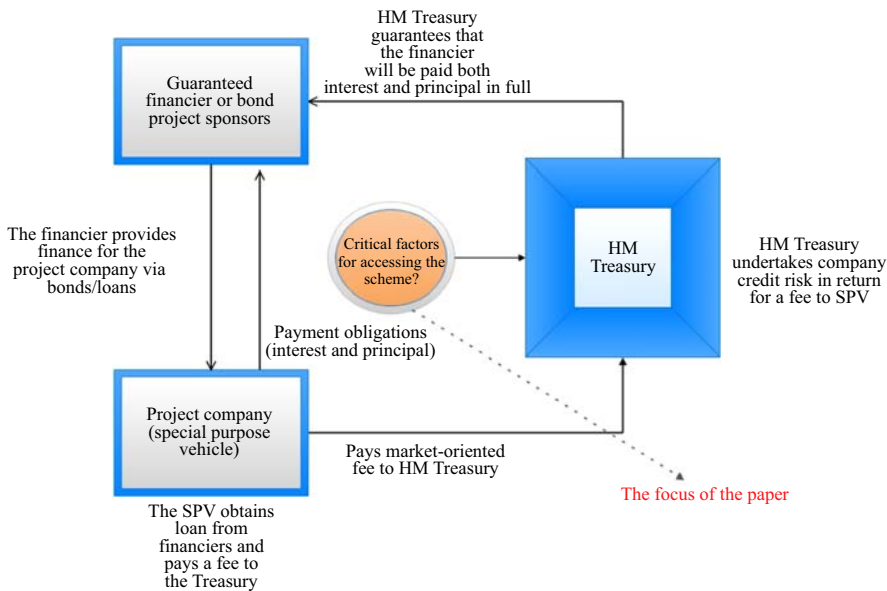 HM Treasury
guarantees that
the financier
will be paid both
interest and principal in full
Guaranteed
financier or bond
project sponsors
The financier provides
finance for the
project company via
bonds/loans
Critical factors
for accessing the
scheme?
HM
Treasury
HM Treasury
undertakes company
credit risk in return
for a fee to SPV
Payment obligations
(interest and principal)
Project company
(special purpose
vehicle)
Pays market-oriented
fee to HM Treasury
The focus of the paper
The SPV obtains
loan from
financiers and
pays a fee to
the Treasury